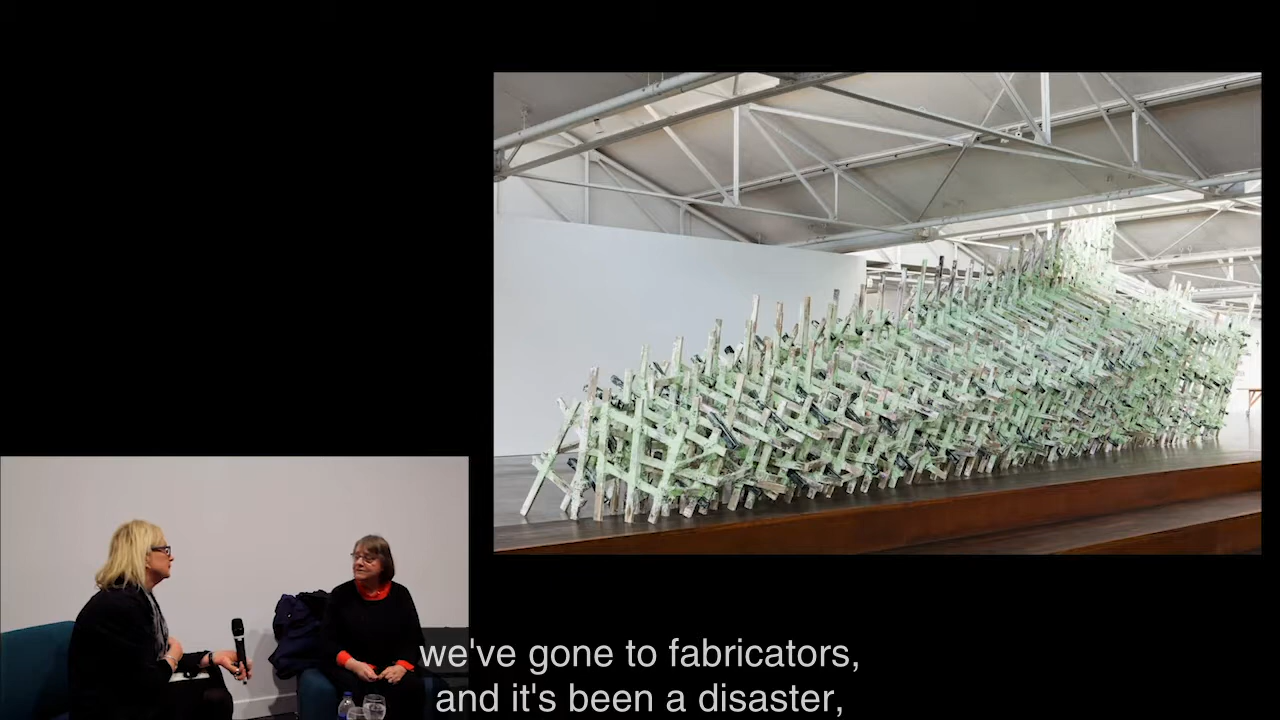 we've gone to fabricators,
and it's been a disaster,